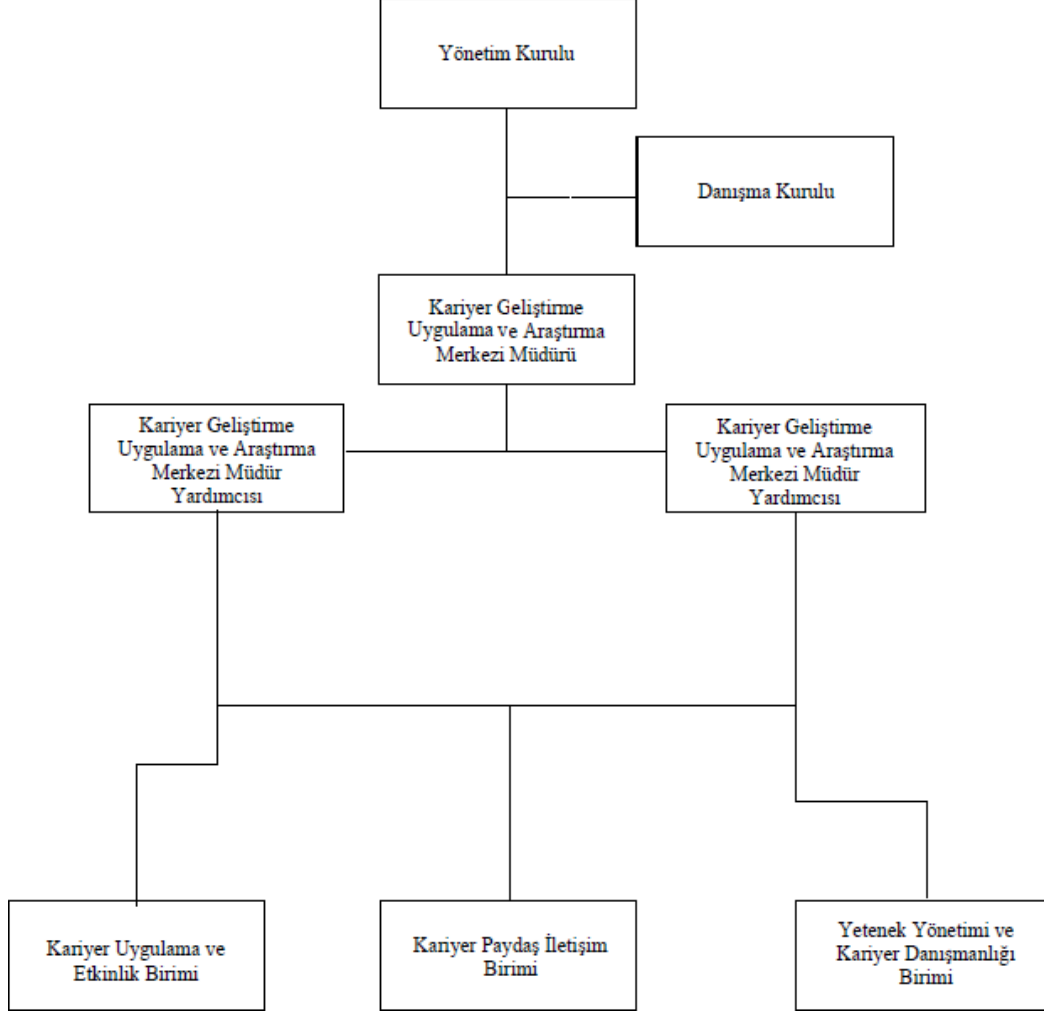 Yönetim Kurulu
Danışma Kurulu
Kariyer Geliştirme
Uygulama ve Araştırma
Merkezi Müdürü
Kariyer Geliştirme
Uygulama ve Araştırma
Merkezi Müdür
Yardımcısı
Kariyer Geliştirme
Uygulama ve Araştırma
Merkezi Müdür
Yardımcısı
Kariyer Uygulama ve
Etkinlik Birimi
Kariyer Paydaş İletişim
Birimi
Yetenek Yönetimi ve
Kariyer Danışmanlığı
Birimi